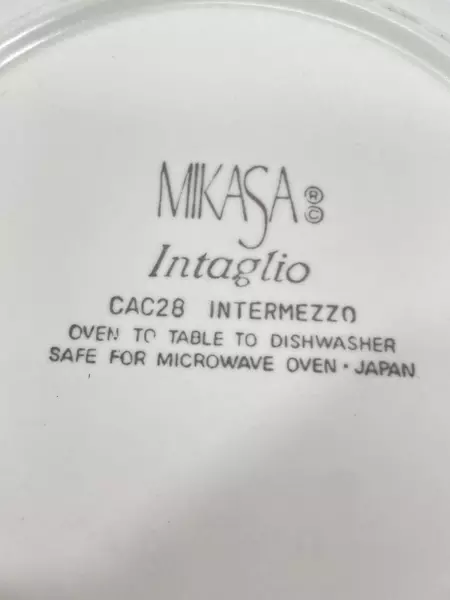 MIKASA ® ©
Intaglio
CAC28 INTERMEZZO
OVEN TO TABLE TO DISHWASHER
SAFE FOR MICROWAVE OVEN · JAPAN